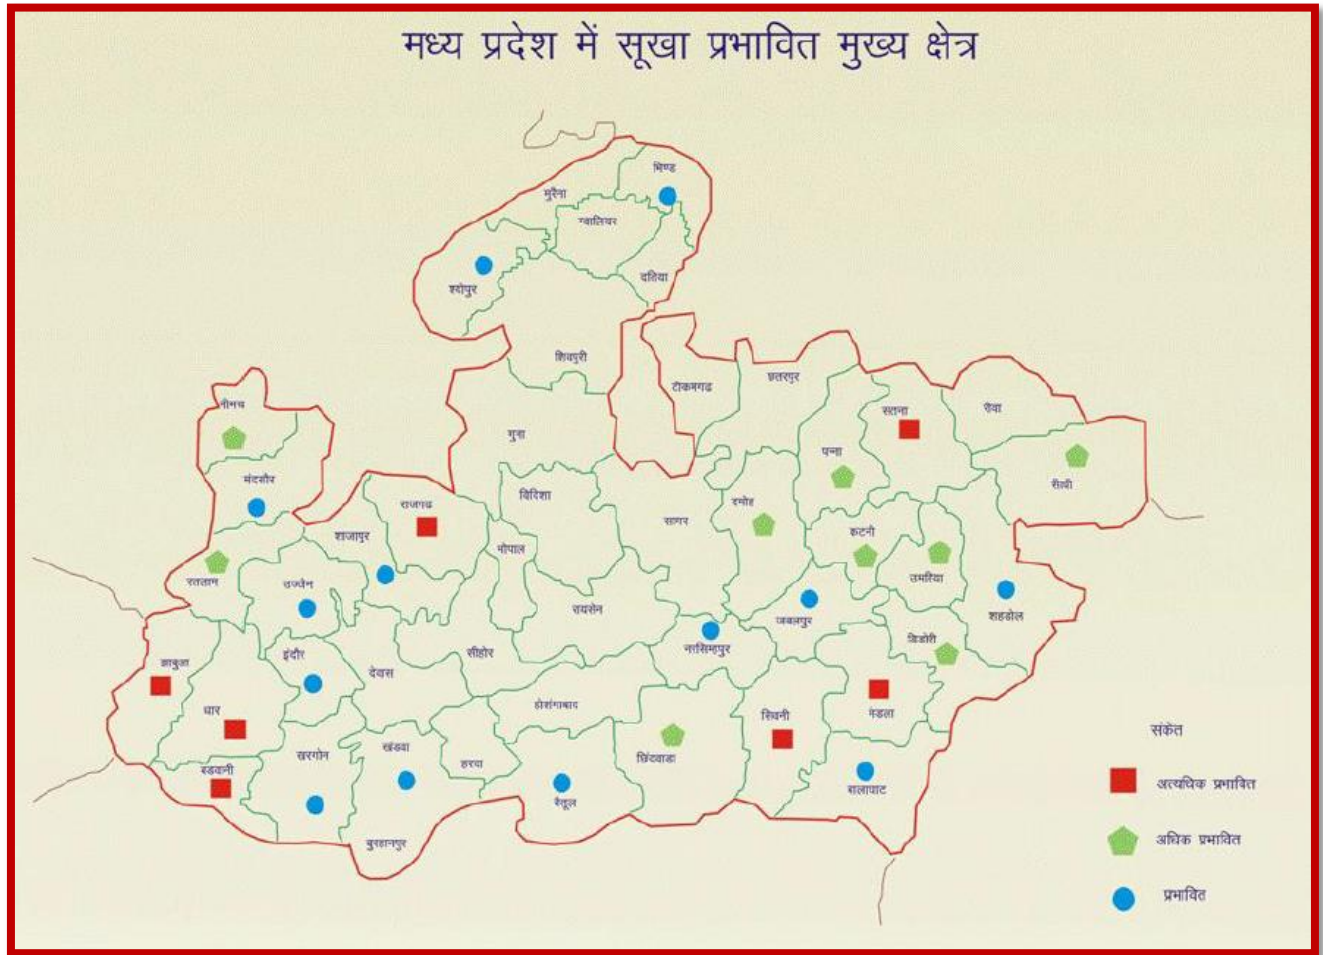 मध्य प्रदेश में सूखा प्रभावित मुख्य क्षेत्र
भिण्ड
मुरैना
ग्वालियर
दतिया
श्योपुर
शिवपुरी
टीकमगढ
छतरपुर
नीमच
सतना
रीवा
गुना
पन्ना
सीधी
मंदसौर
विदिशा
राजगढ
दमोह
सागर
कटनी
शाजापुर
भोपाल
रतलाम
उज्जैन
उमरिया
रायसेन
शहडोल
जबलपुर
डिंडोरी
नरसिम्हपुर
इंदौर
सीहोर
झाबुआ
देवास
होशंगाबाद
धार
सिवनी
मंडला
संकेत
खंडवा
खरगोन
छिंदवाडा
हरदा
बडवानी
अत्यधिक प्रभावित
बालाघाट
बैतूल
अधिक प्रभावित
बुरहानपुर
प्रभावित